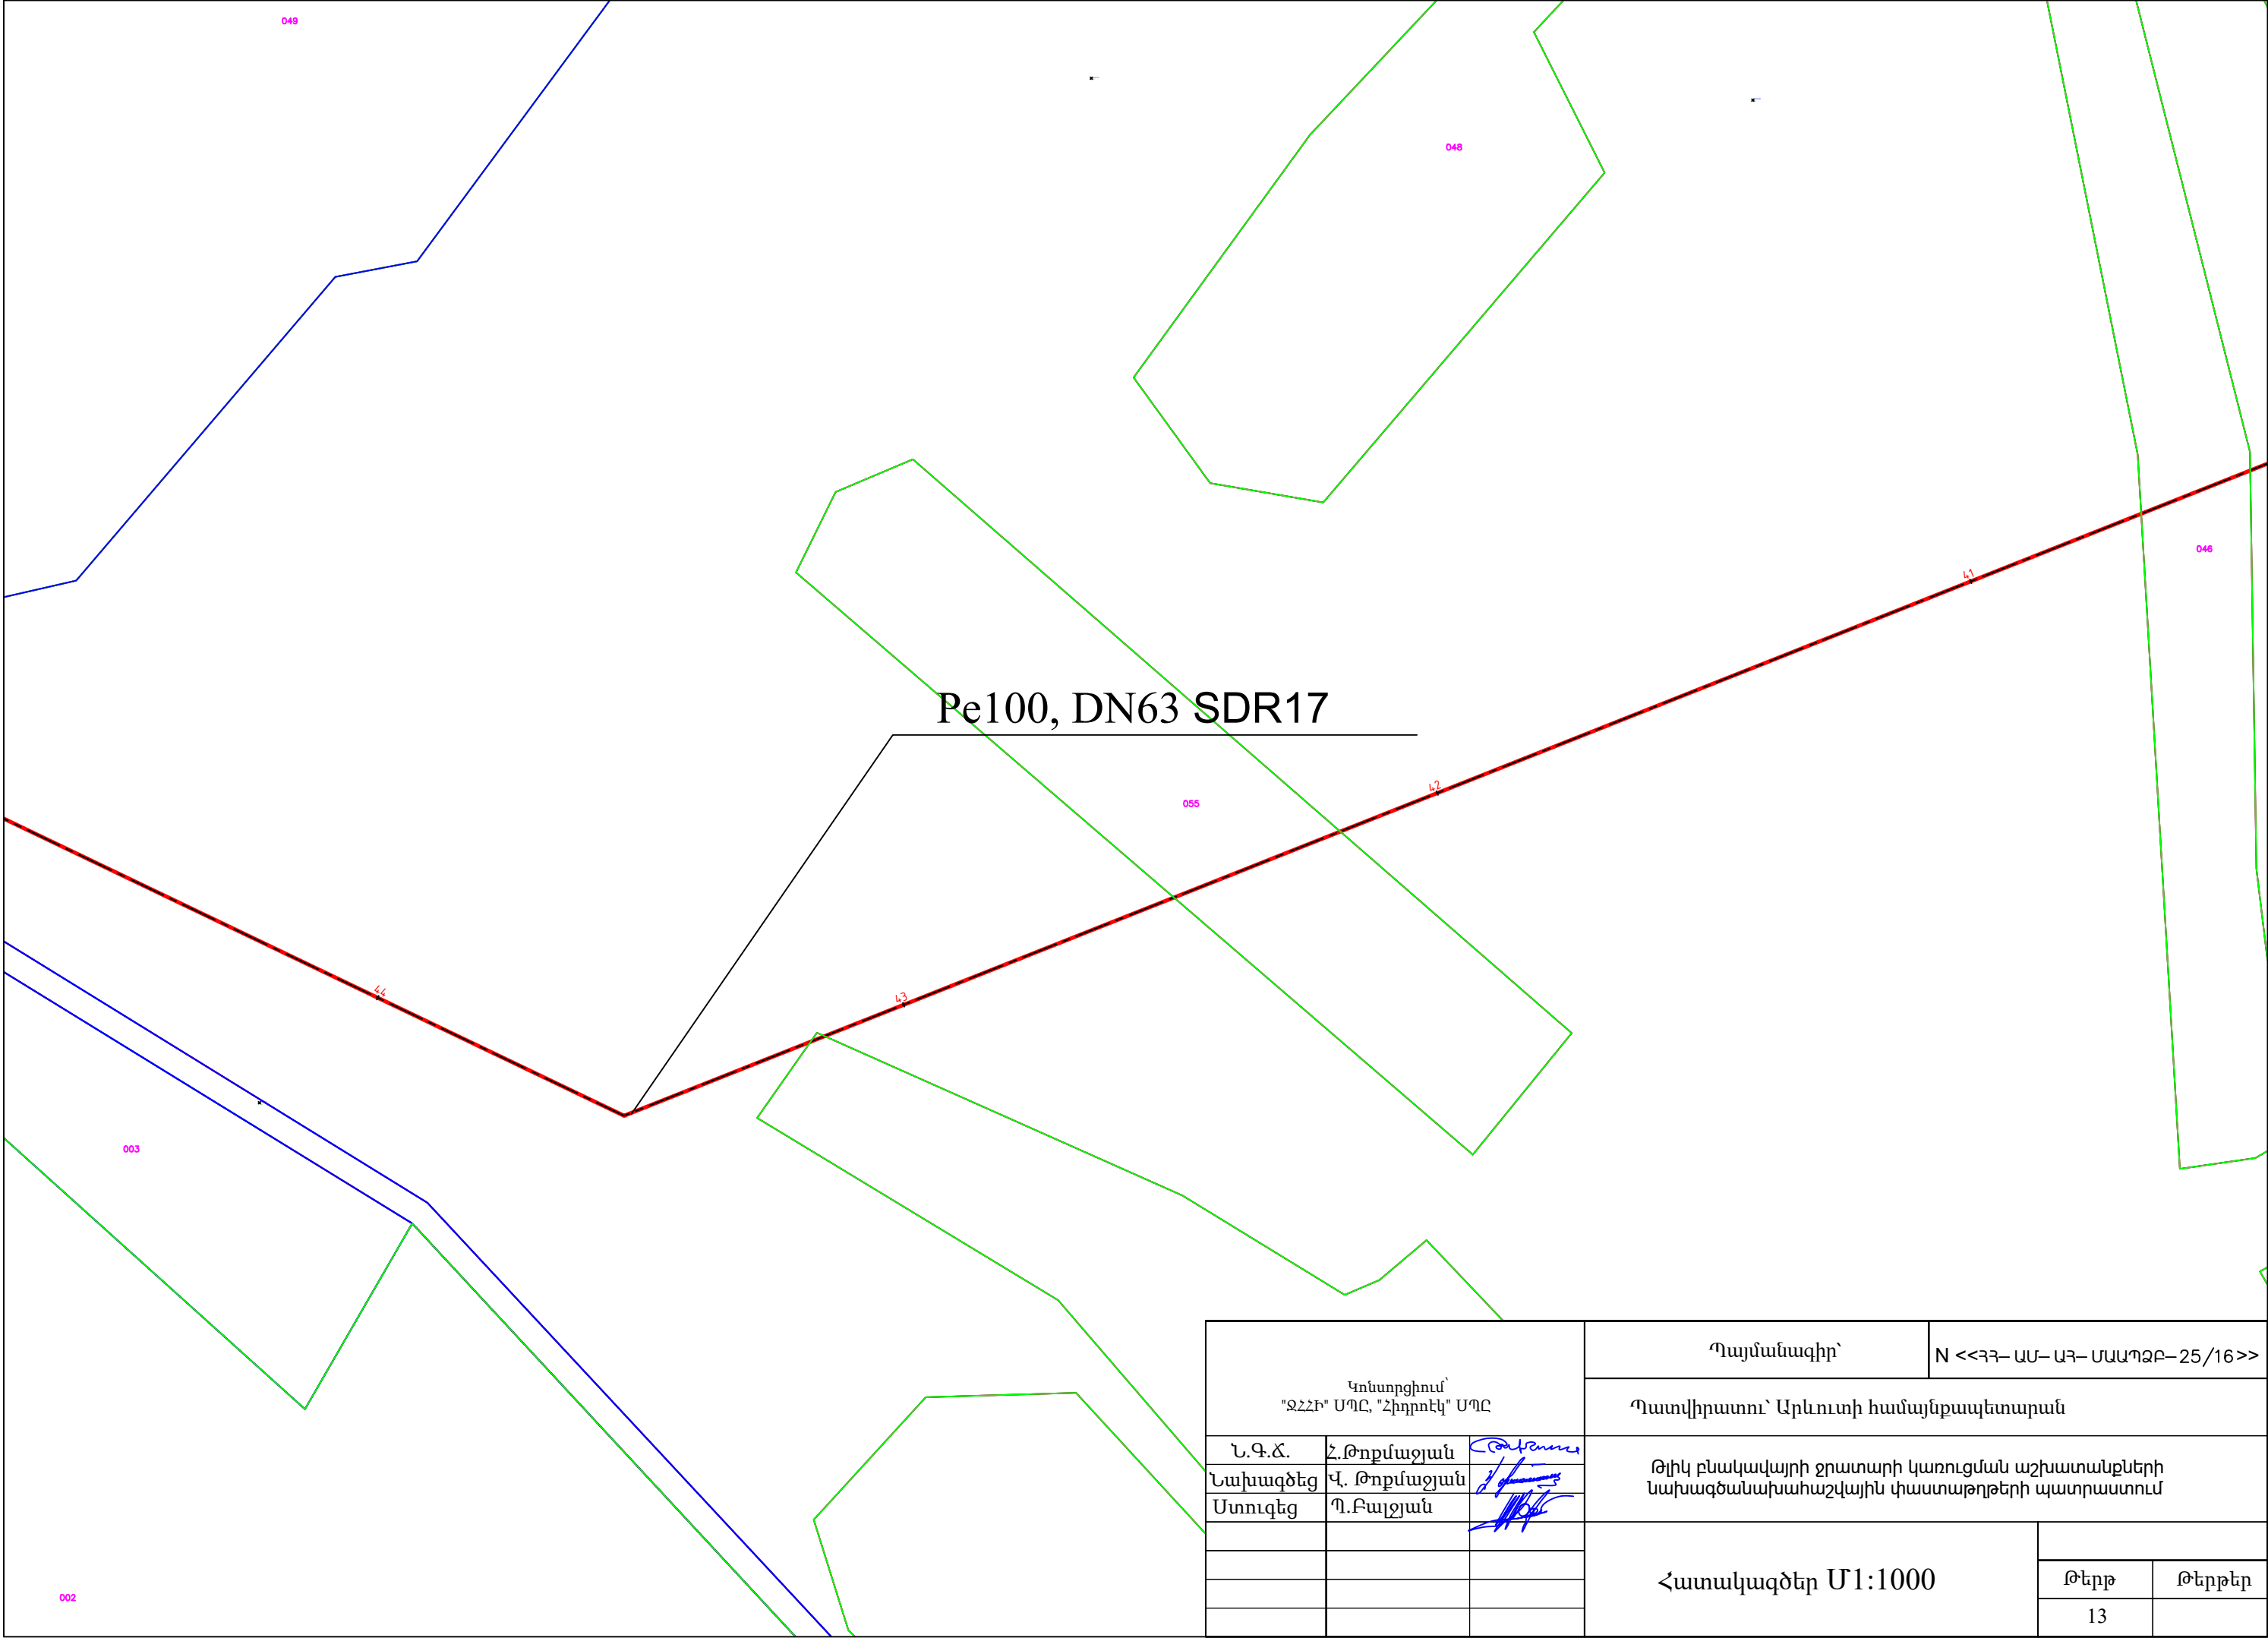 049
048
046
41
Pe100, DN63 SDR17
42
055
44
43
003
002
Կոնսորցիում՝
"ՋՀՀԻ" ՍՊԸ, "Հիդրոէկ" ՍՊԸ
Պայմանագիր՝
N <<ՀՀ-ԱՄ-ԱՀ-ՄԱԱՊՁԲ-25/16>>
Պատվիրատու՝ Արևուտի համայնքապետարան
Ն.Գ.Ճ. Հ.Թոքմաջյան
Նախագծեց Վ. Թոքմաջյան
Ստուգեց Պ.Բալջյան
Թլիկ բնակավայրի ջրատարի կառուցման աշխատանքների
նախագծանախահաշվային փաստաթղթերի պատրաստում
Հատակագծեր Մ1:1000
Թերթ Թերթեր
13